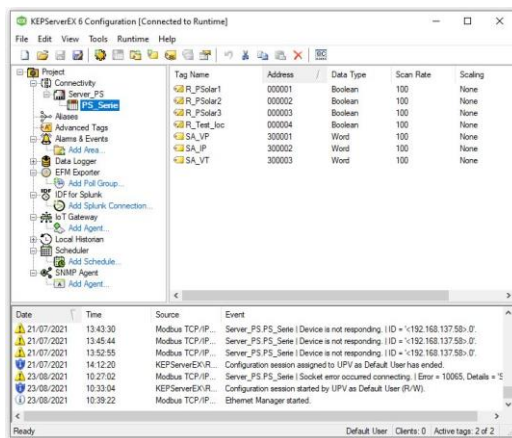 KEPServerEX 6 Configuration [Connected to Runtime]
File Edit View Tools Runtime Help
Project
Connectivity
Server_PS
PS_Serie
Aliases
Advanced Tags
Alarms & Events
Add Area...
Data Logger
EFM Exporter
Add Poll Group...
IDF for Splunk
Add Splunk Connection...
IoT Gateway
Add Agent...
Local Historian
Scheduler
Add Schedule...
SNMP Agent
Add Agent...
Tag Name Address / Data Type Scan Rate Scaling
R_PSolar1 000001 Boolean 100 None
R_PSolar2 000002 Boolean 100 None
R_PSolar3 000003 Boolean 100 None
R_Test_loc 000004 Boolean 100 None
SA_VP 300001 Word 100 None
SA_IP 300002 Word 100 None
SA_VT 300003 Word 100 None
Date Time Source Event
21/07/2021 13:43:30 Modbus TCP/IP... Server_PS.PS_Serie | Device is not responding. | ID = '<192.168.137.58>.0'.
21/07/2021 13:45:44 Modbus TCP/IP... Server_PS.PS_Serie | Device is not responding. | ID = '<192.168.137.58>.0'.
21/07/2021 13:52:55 Modbus TCP/IP... Server_PS.PS_Serie | Device is not responding. | ID = '<192.168.137.58>.0'.
21/07/2021 14:12:20 KEPServerEX\R... Configuration session assigned to UPV as Default User has ended.
23/08/2021 10:27:02 Modbus TCP/IP... Server_PS.PS_Serie | Socket error occurred connecting. | Error = 10065, Details = 'S
23/08/2021 10:33:04 KEPServerEX\R... Configuration session started by UPV as Default User (R/W).
23/08/2021 10:39:22 Modbus TCP/IP... Ethernet Manager started.
Ready Default User Clients: 0 Active tags: 2 of 2